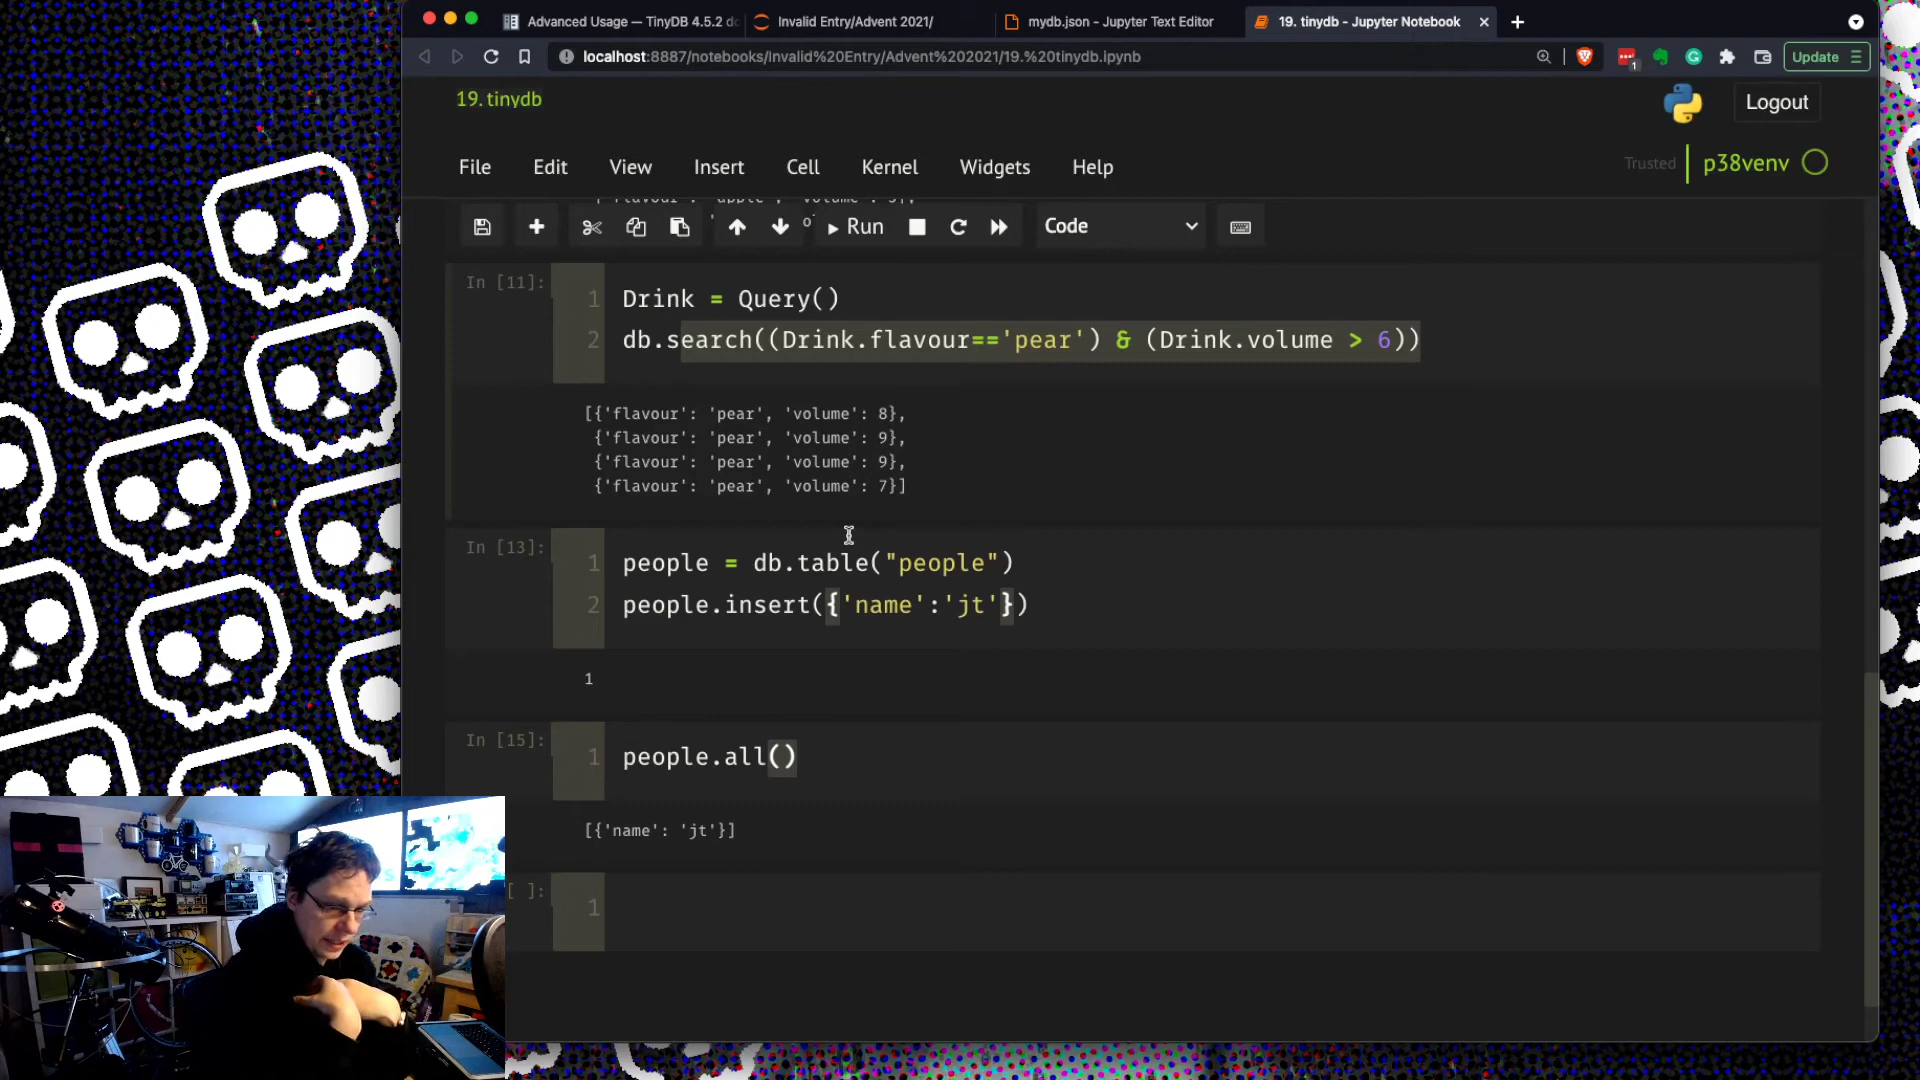 Advanced Usage — TinyDB 4.5.2 do
Invalid Entry/Advent 2021/
mydb.json - Jupyter Text Editor
19. tinydb - Jupyter Notebook
localhost:8887/notebooks/Invalid%20Entry/Advent%202021/19.%20tinydb.ipynb
1
Update
19. tinydb
Logout
File Edit View Insert Cell Kernel Widgets Help
Trusted
p38venv
Run
Code
In [11]:
1 Drink = Query()
2 db.search((Drink.flavour=='pear') & (Drink.volume > 6))
[{'flavour': 'pear', 'volume': 8},
{'flavour': 'pear', 'volume': 9},
{'flavour': 'pear', 'volume': 9},
{'flavour': 'pear', 'volume': 7}]
In [13]:
1 people = db.table("people")
2 people.insert({'name':'jt'})
1
In [15]:
1 people.all()
[{'name': 'jt'}]
[ ]:
1